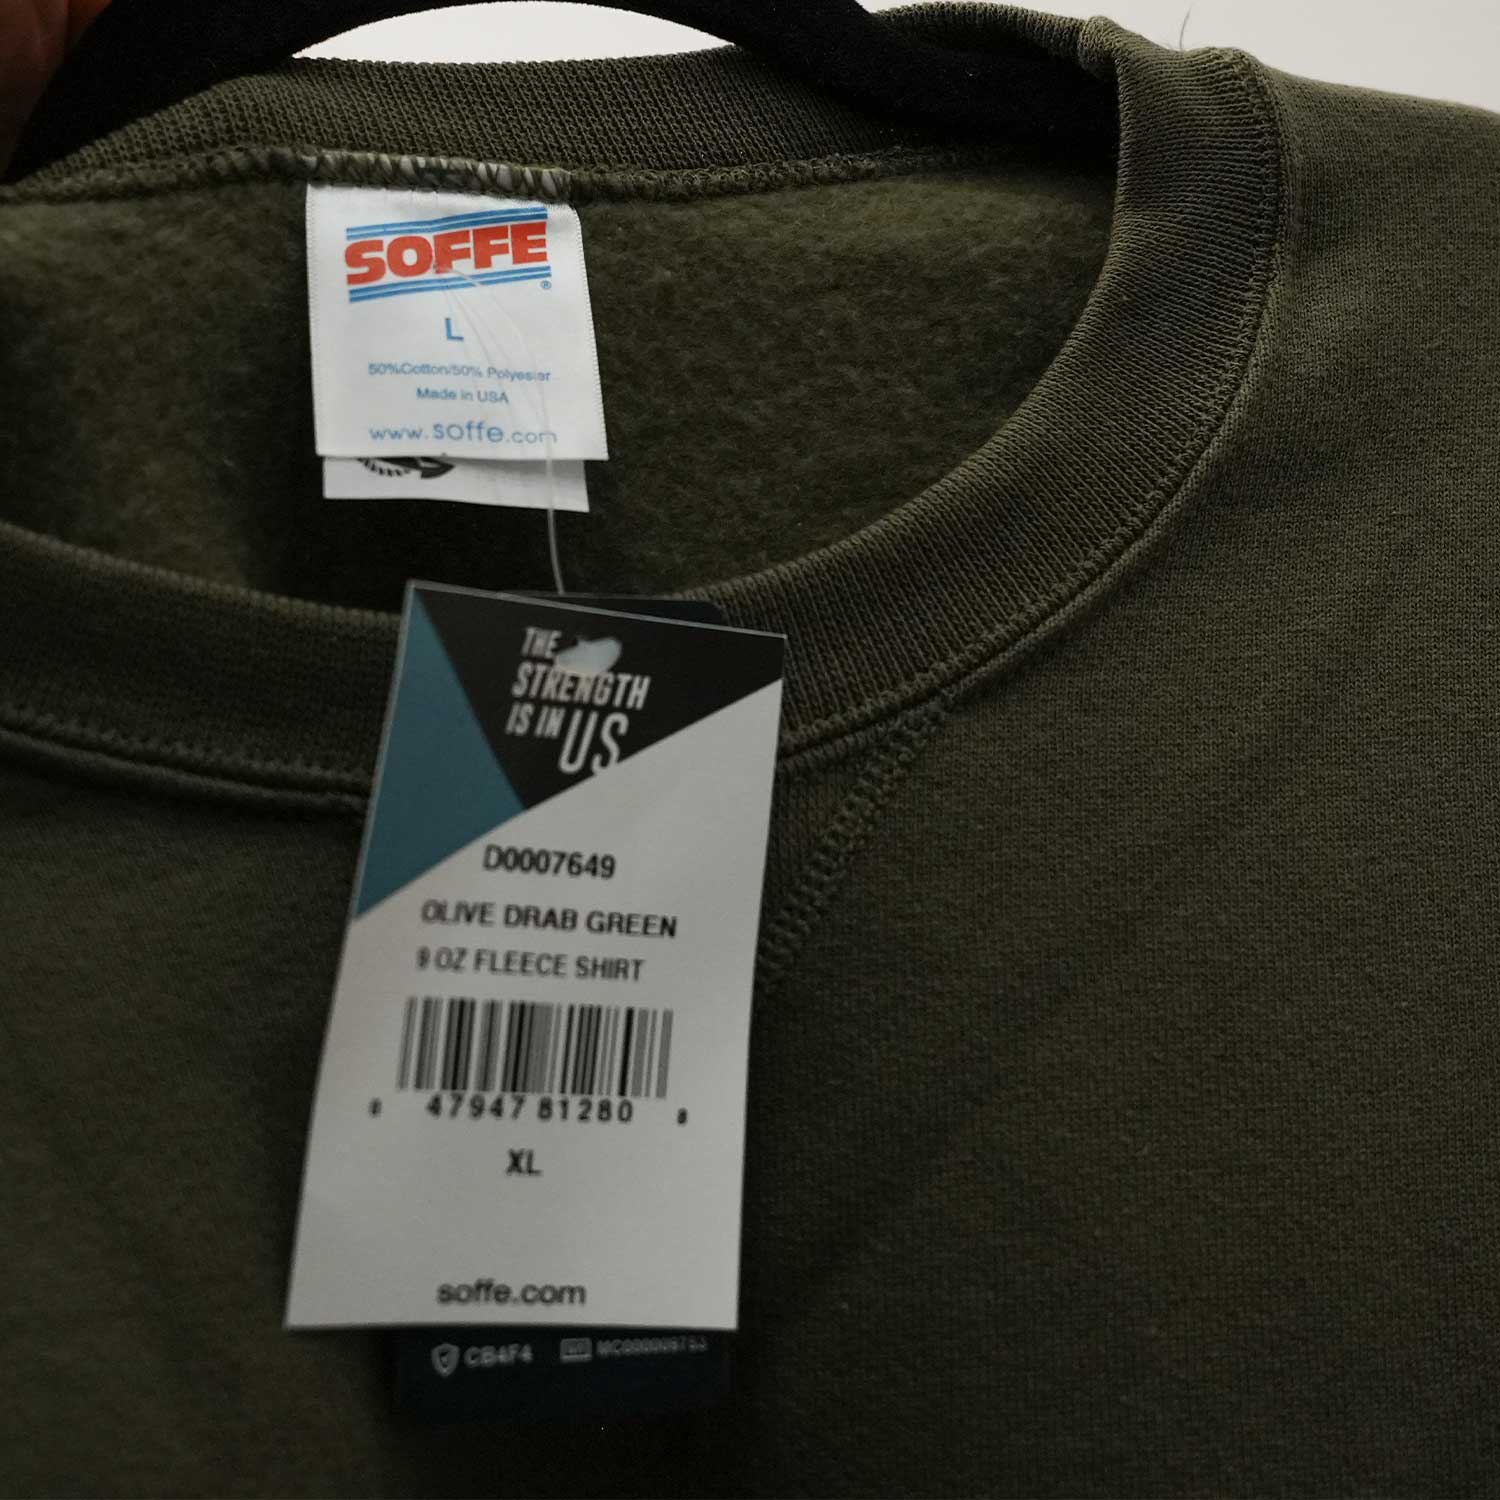 SOFFE
®
L
50%Cotton/50% Polyester
Made in USA
www.soffe.com
THE
STRENGTH
IS IN US
D0007649
OLIVE DRAB GREEN
9 OZ FLEECE SHIRT
47947 81280
XL
soffe.com
CB4F4